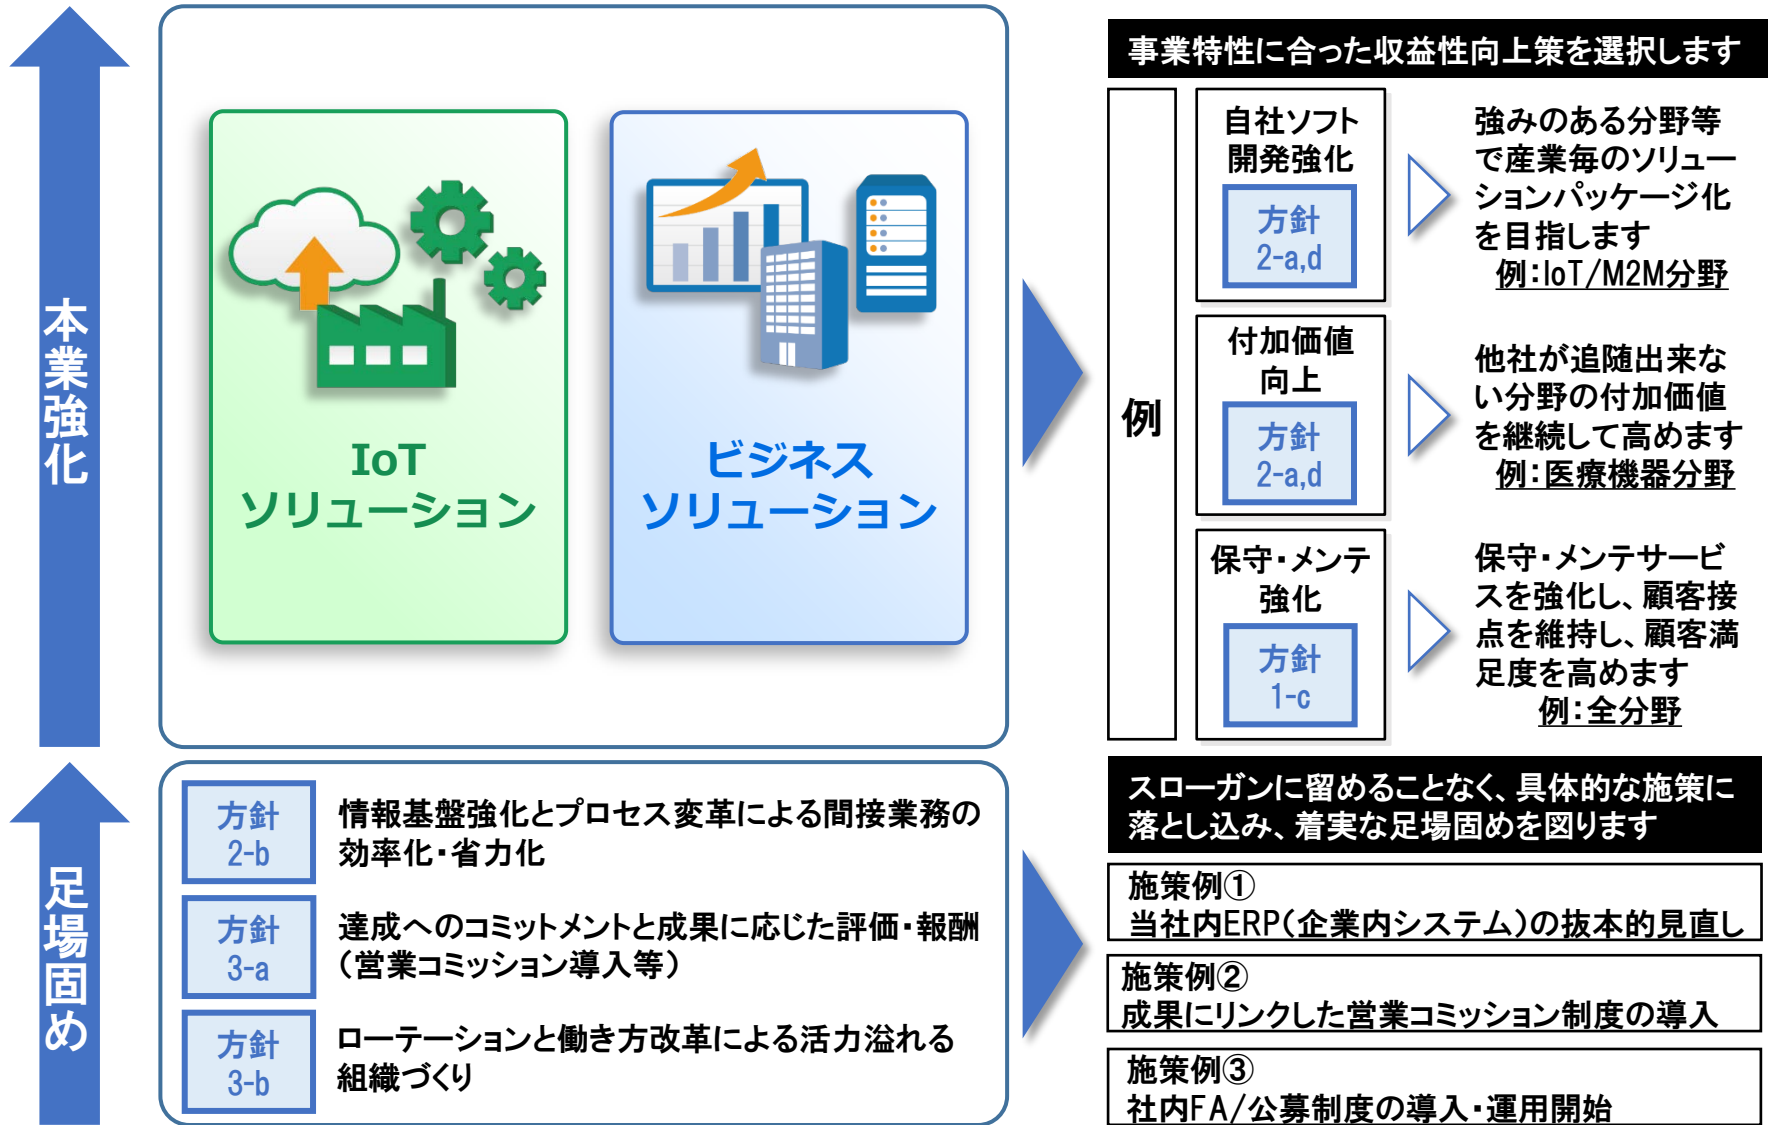 本業強化
IoT
ソリューション
ビジネス
ソリューション
事業特性に合った収益性向上策を選択します
例
自社ソフト
開発強化
方針
2-a,d
強みのある分野等
で産業毎のソリュー
ションパッケージ化
を目指します
例：IoT/M2M分野
付加価値
向上
方針
2-a,d
他社が追随出来な
い分野の付加価値
を継続して高めます
例：医療機器分野
保守・メンテ
強化
方針
1-c
保守・メンテサービ
スを強化し、顧客接
点を維持し、顧客満
足度を高めます
例：全分野
足場固め
方針
2-b
情報基盤強化とプロセス変革による間接業務の
効率化・省力化
方針
3-a
達成へのコミットメントと成果に応じた評価・報酬
（営業コミッション導入等）
方針
3-b
ローテーションと働き方改革による活力溢れる
組織づくり
スローガンに留めることなく、具体的な施策に
落とし込み、着実な足場固めを図ります
施策例①
当社内ERP（企業内システム）の抜本的見直し
施策例②
成果にリンクした営業コミッション制度の導入
施策例③
社内FA/公募制度の導入・運用開始